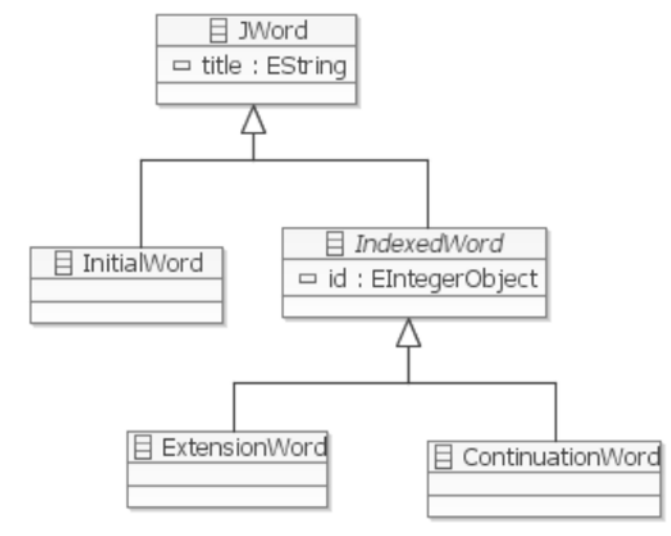 JWord
title : EString
InitialWord
IndexedWord
id : EIntegerObject
ExtensionWord
ContinuationWord